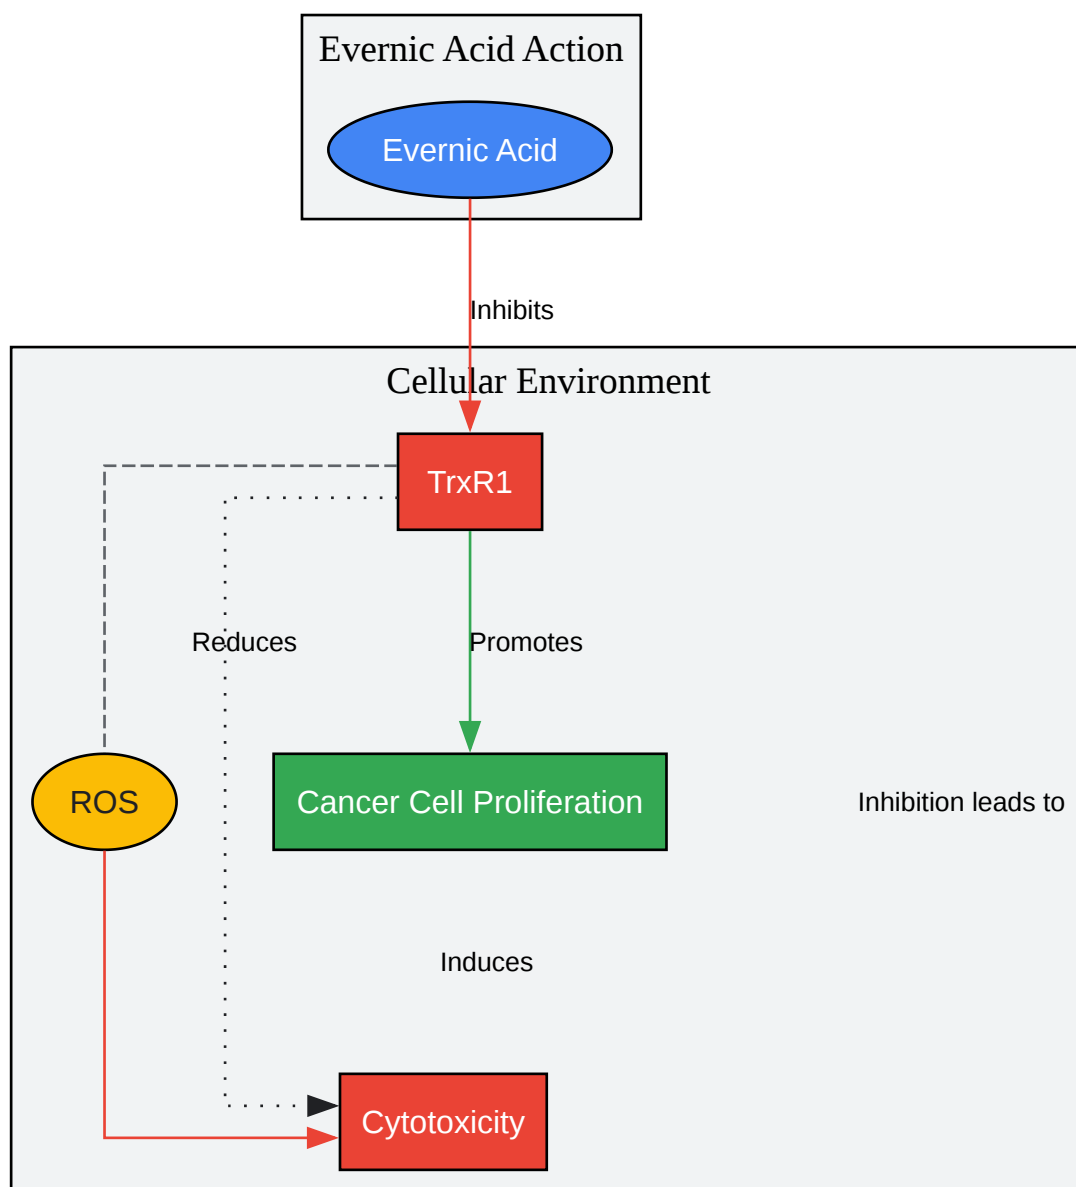 Evernic Acid Action
Evernic Acid
Inhibits
Cellular Environment
TrxR1
Reduces
Promotes
ROS
Cancer Cell Proliferation
Inhibition leads to
Induces
Cytotoxicity